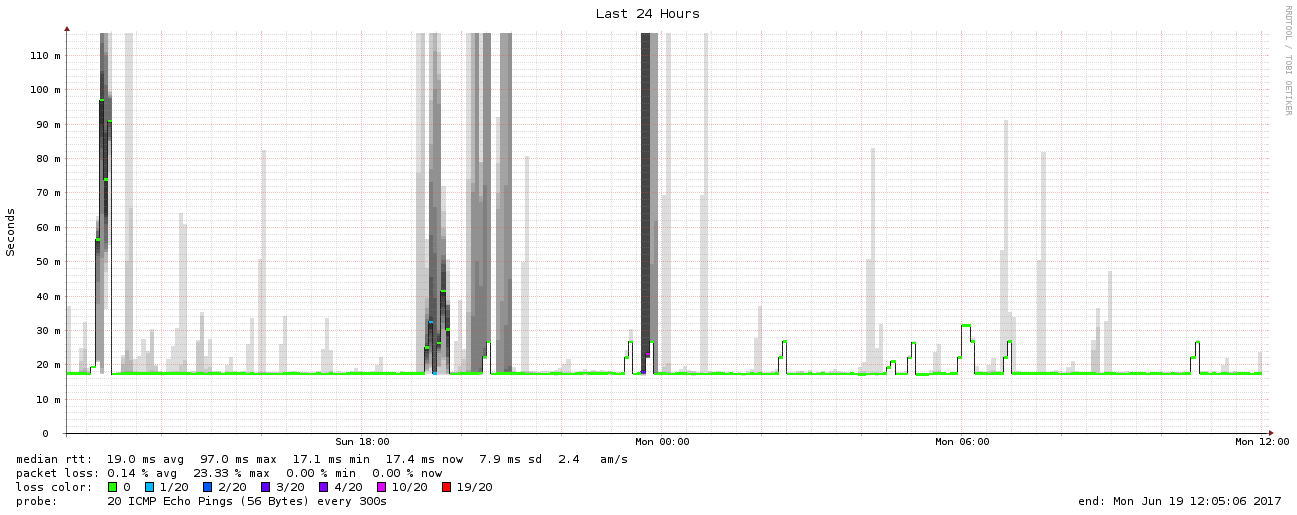 Last 24 Hours
RRDTOOL / TOBI OETIKER
Seconds
110 m
100 m
90 m
80 m
70 m
60 m
50 m
40 m
30 m
20 m
10 m
0
Sun 18:00 Mon 00:00 Mon 06:00 Mon 12:00
median rtt: 19.0 ms avg 97.0 ms max 17.1 ms min 17.4 ms now 7.9 ms sd 2.4 am/s
packet loss: 0.14 % avg 23.33 % max 0.00 % min 0.00 % now
loss color: 0 1/20 2/20 3/20 4/20 10/20 19/20
probe: 20 ICMP Echo Pings (56 Bytes) every 300s end: Mon Jun 19 12:05:06 2017